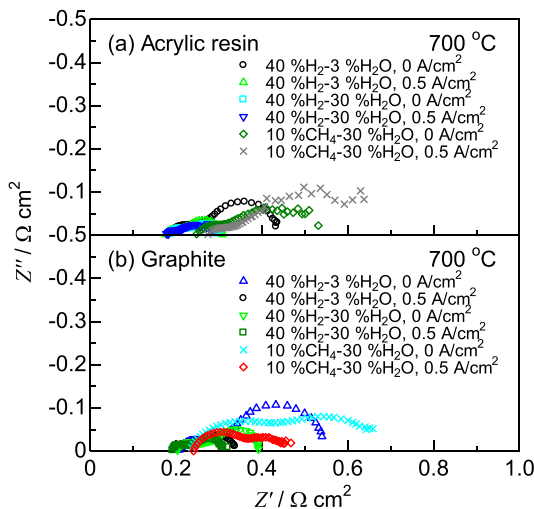 -0.5
(a) Acrylic resin 700 °C
-0.4
40 %H₂-3 %H₂O, 0 A/cm²
40 %H₂-3 %H₂O, 0.5 A/cm²
-0.3
40 %H₂-30 %H₂O, 0 A/cm²
40 %H₂-30 %H₂O, 0.5 A/cm²
-0.2
10 %CH₄-30 %H₂O, 0 A/cm²
10 %CH₄-30 %H₂O, 0.5 A/cm²
-0.1
Z″ / Ω cm²
-0.5
(b) Graphite 700 °C
-0.4
40 %H₂-3 %H₂O, 0 A/cm²
40 %H₂-3 %H₂O, 0.5 A/cm²
-0.3
40 %H₂-30 %H₂O, 0 A/cm²
40 %H₂-30 %H₂O, 0.5 A/cm²
-0.2
10 %CH₄-30 %H₂O, 0 A/cm²
10 %CH₄-30 %H₂O, 0.5 A/cm²
-0.1
0
0 0.2 0.4 0.6 0.8 1.0
Z′ / Ω cm²